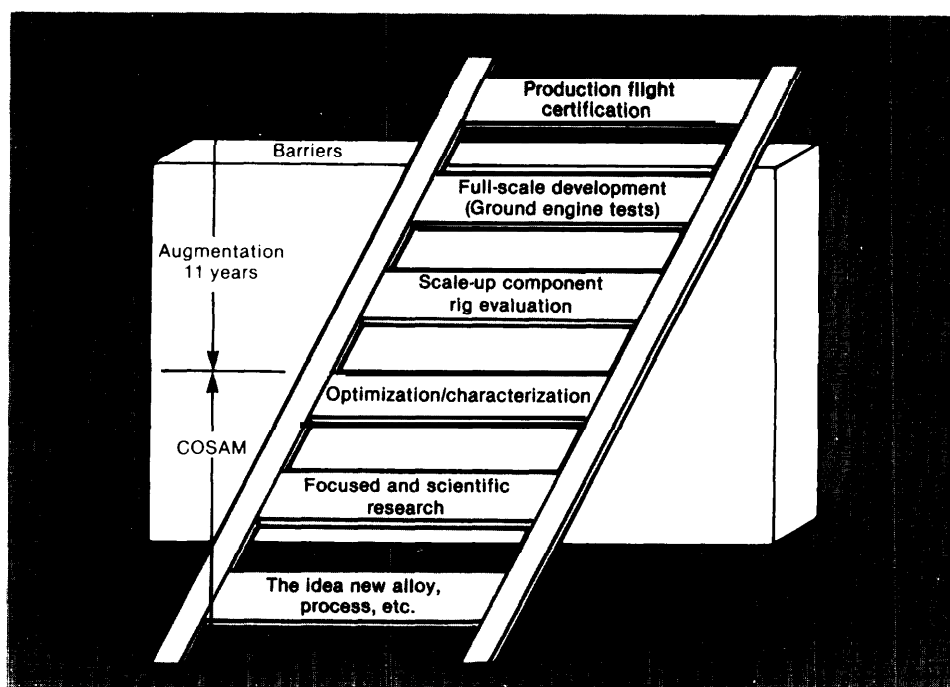 Production flight
certification
Barriers
Full-scale development
(Ground engine tests)
Augmentation
11 years
Scale-up component
rig evaluation
Optimization/characterization
COSAM
Focused and scientific
research
The idea new alloy,
process, etc.